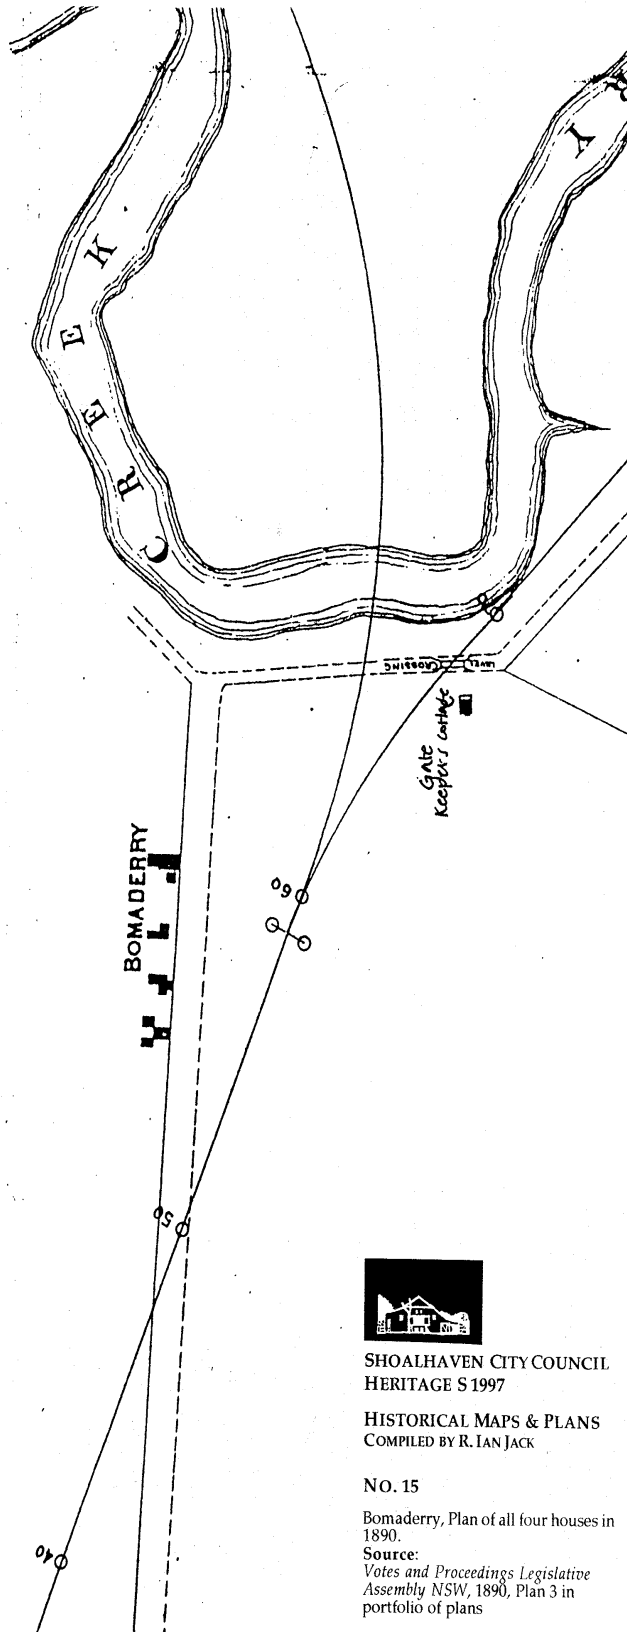 Y
R
CREEK
LEVEL
CROSSING
Gate
Keepers cottage
BOMADERRY
60
50
40
SHOALHAVEN CITY COUNCIL
HERITAGE S 1997
HISTORICAL MAPS & PLANS
COMPILED BY R. IAN JACK
NO. 15
Bomaderry, Plan of all four houses in
1890.
Source:
Votes and Proceedings Legislative
Assembly NSW, 1890, Plan 3 in
portfolio of plans